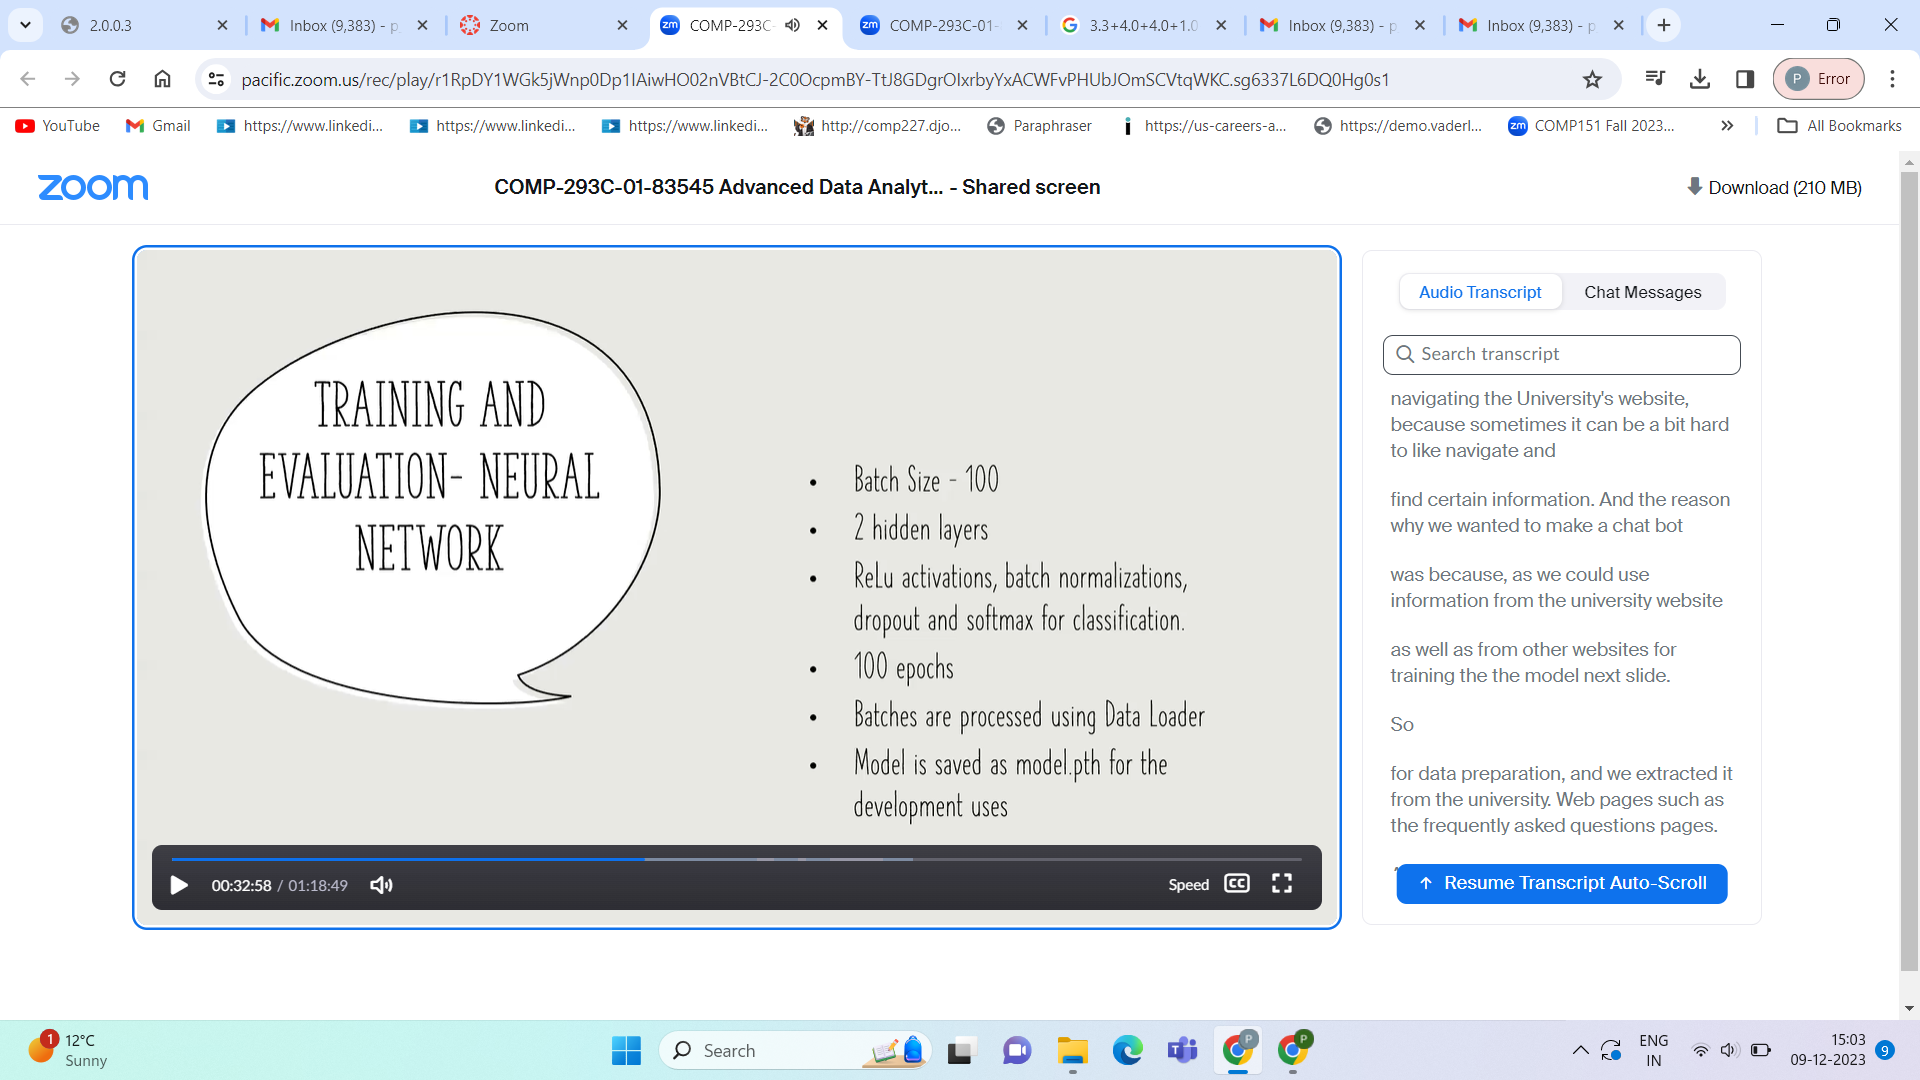 2.0.0.3
Inbox (9,383) - p
Zoom
COMP-293C-
COMP-293C-01-
3.3+4.0+4.0+1.0
Inbox (9,383) - p
Inbox (9,383) - p
pacific.zoom.us/rec/play/r1RpDY1WGk5jWnp0Dp1IAiwHO02nVBtCJ-2C0OcpmBY-TtJ8GDgrOIxrbyYxACWFvPHUbJOmSCVtqWKC.sg6337L6DQ0Hg0s1
P Error
YouTube
Gmail
https://www.linkedi...
https://www.linkedi...
https://www.linkedi...
http://comp227.djo...
Paraphraser
https://us-careers-a...
https://demo.vaderl...
zm COMP151 Fall 2023...
All Bookmarks
zoom
COMP-293C-01-83545 Advanced Data Analyt... - Shared screen
Download (210 MB)
TRAINING AND
EVALUATION- NEURAL
NETWORK
• Batch Size - 100
• 2 hidden layers
• ReLu activations, batch normalizations,
dropout and softmax for classification.
• 100 epochs
• Batches are processed using Data Loader
• Model is saved as model.pth for the
development uses
00:32:58 / 01:18:49
Speed
CC
Audio Transcript
Chat Messages
Search transcript
navigating the University's website,
because sometimes it can be a bit hard
to like navigate and
find certain information. And the reason
why we wanted to make a chat bot
was because, as we could use
information from the university website
as well as from other websites for
training the the model next slide.
So
for data preparation, and we extracted it
from the university. Web pages such as
the frequently asked questions pages.
Resume Transcript Auto-Scroll
1
12°C
Sunny
Search
P
P
ENG
IN
15:03
09-12-2023
9